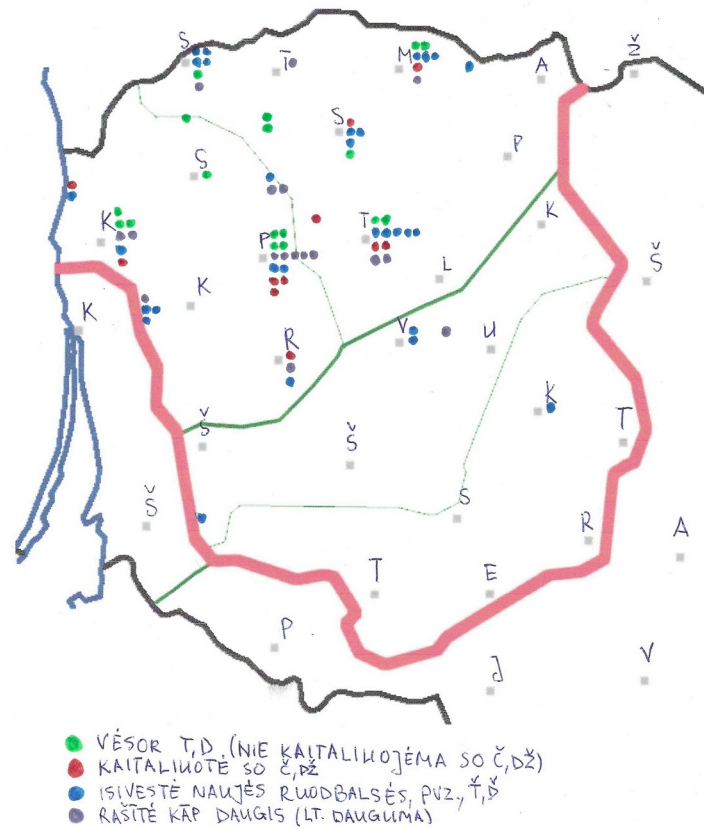 S T M A Ž
S P
S
K K
P T L Š
K
K R V U
K T
Š Š
Š S R A
T E
P J V
VĖSOR T,D (NIE KAITALIUOJĖMA SO Č,DŽ)
KAITALIUOTĖ SO Č,DŽ
ISIVESTĖ NAUJĖS RUODBALSĖS, PVZ., Ť,Ď
RAŠĪTĖ KĀP DAUGIS (LT. DAUGUMA)